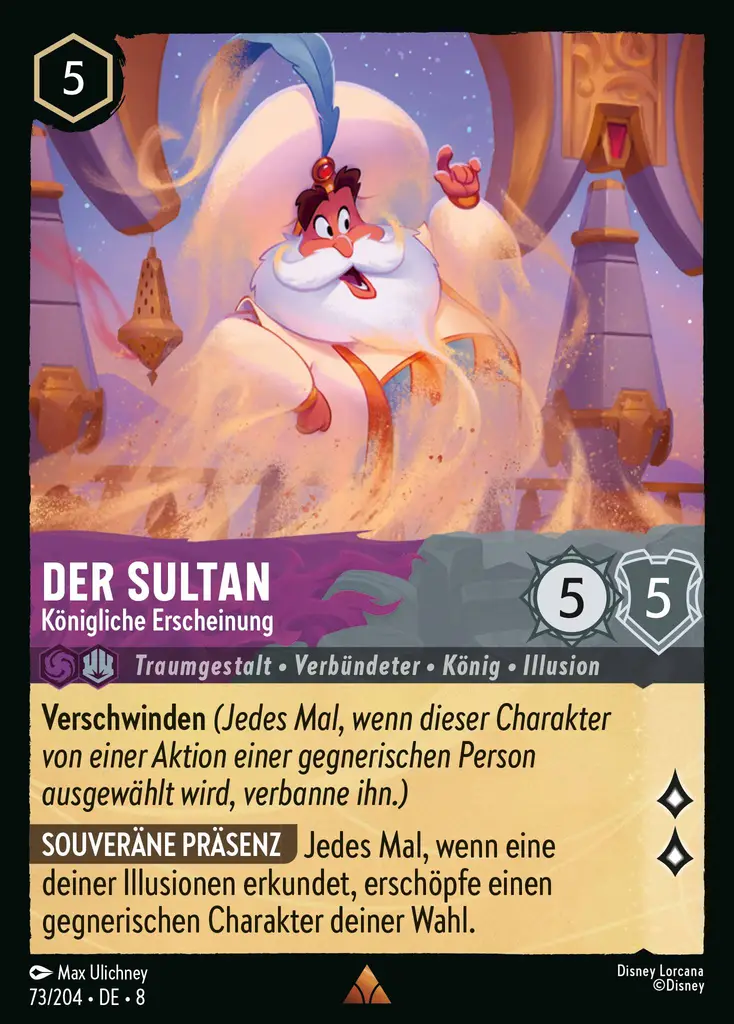 5
DER SULTAN
Königliche Erscheinung
5
5
Traumgestalt • Verbündeter • König • Illusion
Verschwinden (Jedes Mal, wenn dieser Charakter
von einer Aktion einer gegnerischen Person
ausgewählt wird, verbanne ihn.)
SOUVERÄNE PRÄSENZ Jedes Mal, wenn eine
deiner Illusionen erkundet, erschöpfe einen
gegnerischen Charakter deiner Wahl.
Max Ulichney
Disney Lorcana
73/204 • DE • 8
©Disney